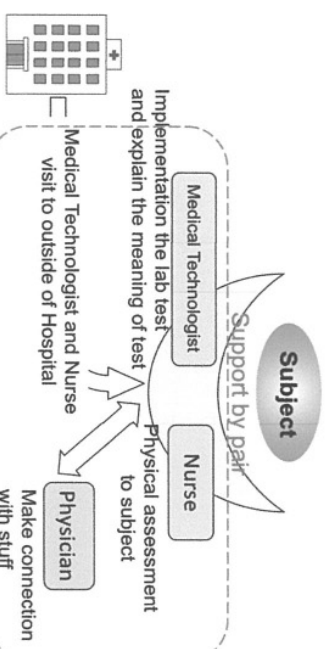 Subject
Support by pair
Medical Technologist
Nurse
Implementation the lab test
and explain the meaning of test
Physical assessment
to subject
Medical Technologist and Nurse
visit to outside of Hospital
Physician
Make connection
with stuff